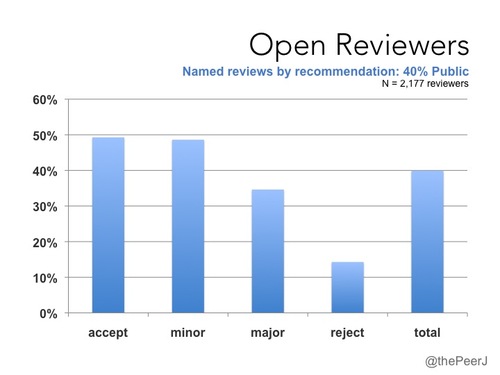 Open Reviewers
Named reviews by recommendation: 40% Public
N = 2,177 reviewers
60%
50%
40%
30%
20%
10%
0%
accept minor major reject total
@thePeerJ